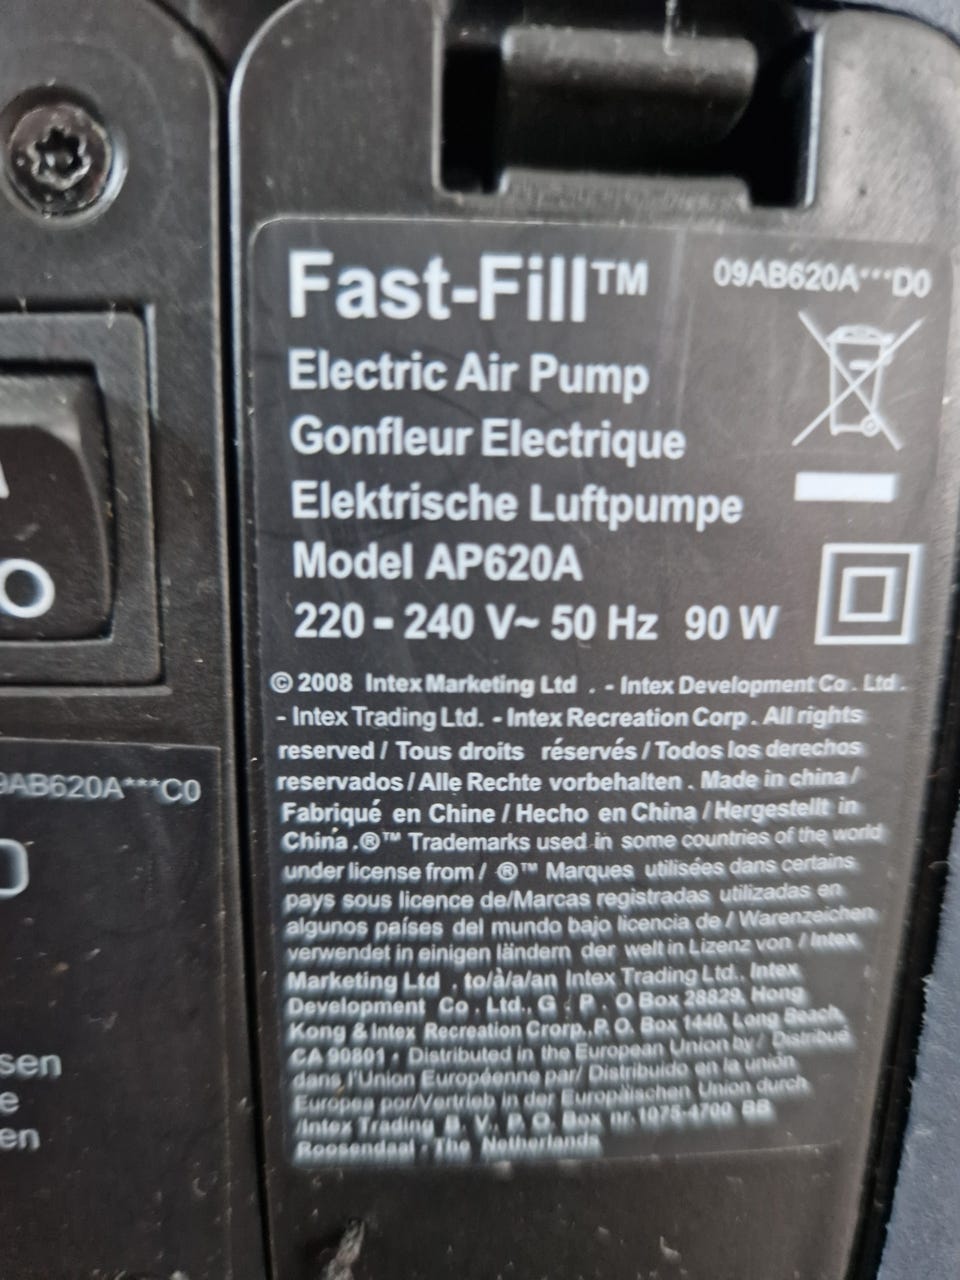 Fast-Fill™
09AB620A***D0
Electric Air Pump
Gonfleur Electrique
Elektrische Luftpumpe
Model AP620A
220 - 240 V~ 50 Hz 90 W
© 2008 Intex Marketing Ltd . - Intex Development Co . Ltd .
- Intex Trading Ltd. - Intex Recreation Corp . All rights
reserved / Tous droits réservés / Todos los derechos
reservados / Alle Rechte vorbehalten . Made in china /
Fabriqué en Chine / Hecho en China / Hergestellt in
China .®™ Trademarks used in some countries of the world
under license from / ®™ Marques utilisées dans certains
pays sous licence de/Marcas registradas utilizadas en
algunos países del mundo bajo licencia de / Warenzeichen
verwendet in einigen ländern der welt in Lizenz von / Intex
Marketing Ltd . to/à/a/an Intex Trading Ltd., Intex
Development Co . Ltd., G . P . O Box 28829, Hong
Kong & Intex Recreation Crorp.,P. O. Box 1440, Long Beach,
CA 90801 • Distributed in the European Union by / Distribué
dans l'Union Européenne par/ Distribuido en la unión
Europea por/Vertrieb in der Europäischen Union durch
/Intex Trading B. V., P. O. Box nr. 1075-4700 BB
Roosendaal - The Netherlands
O
9AB620A***C0
sen
e
en